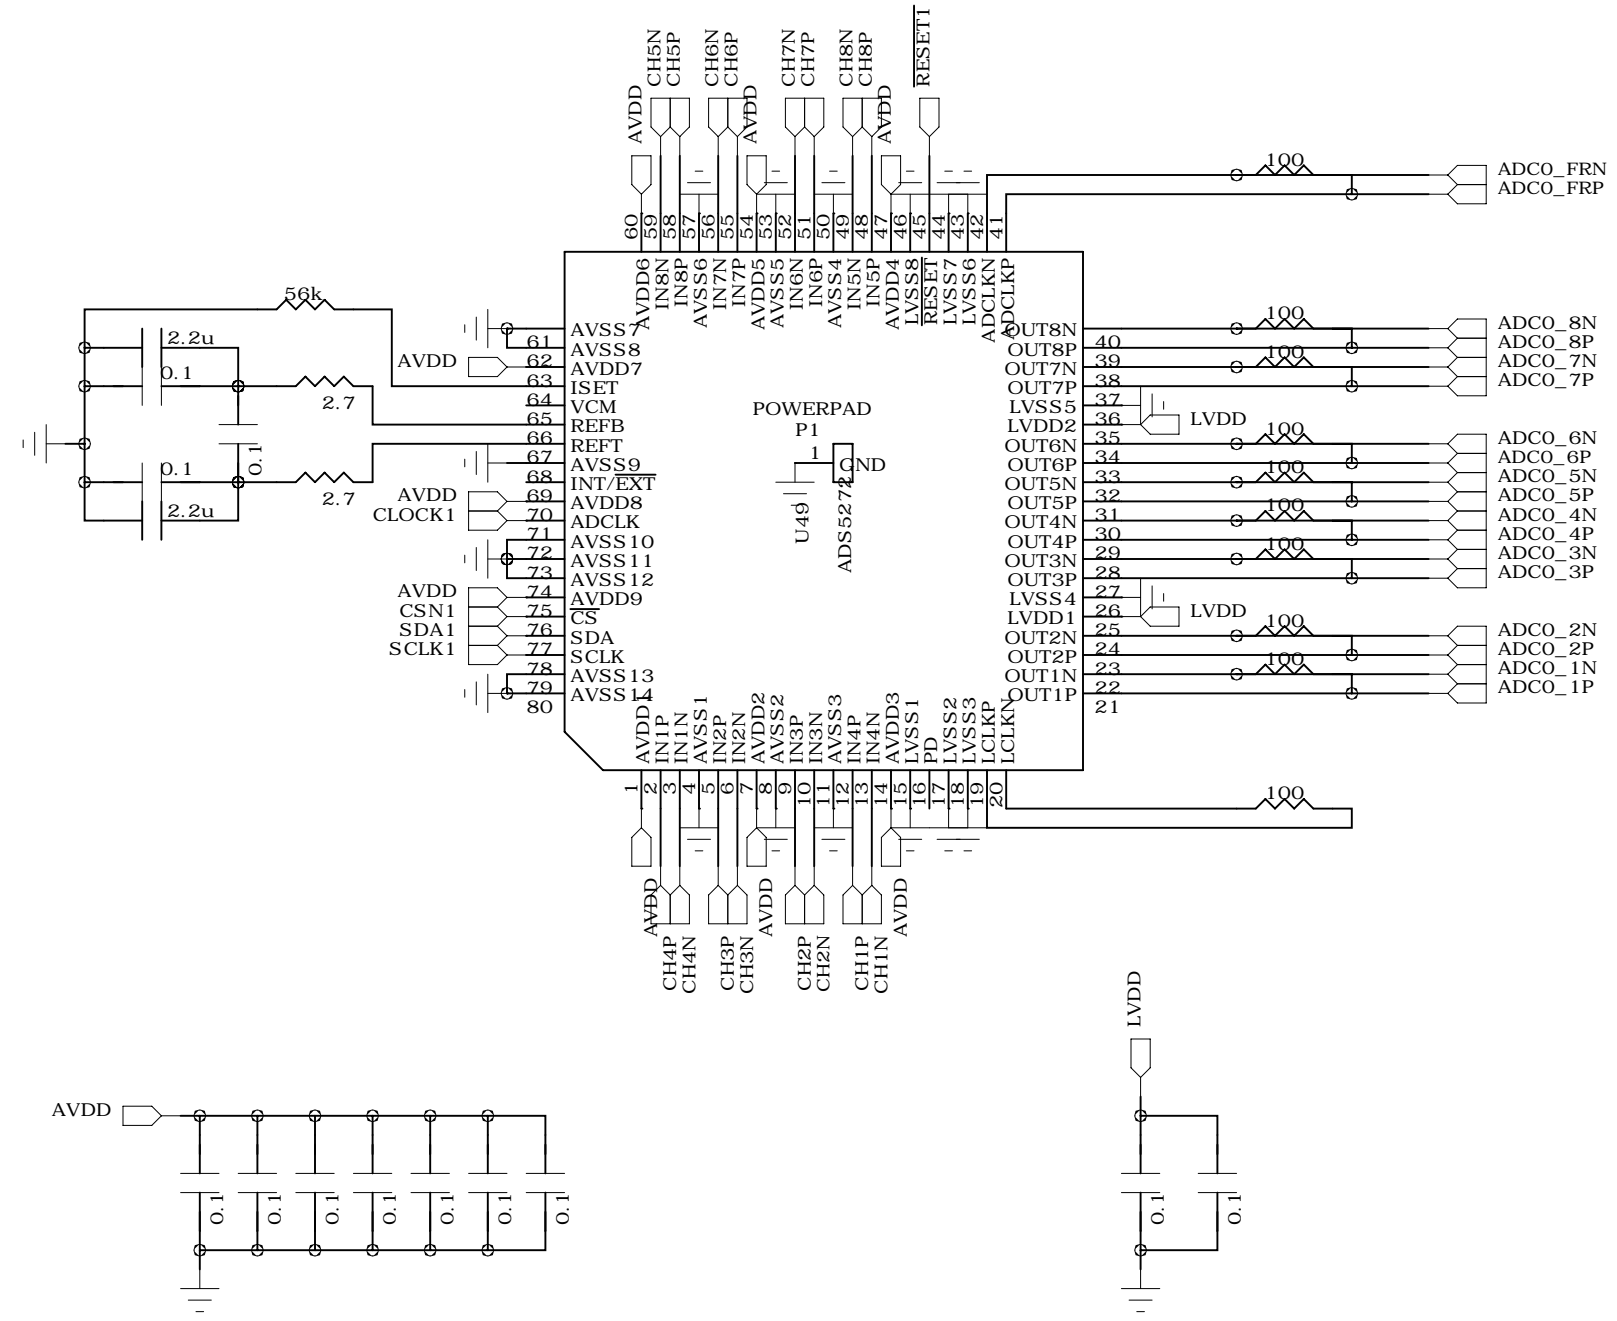 CH5N
CH5P
CH6N
CH6P
CH7N
CH7P
CH8N
CH8P
RESET1
AVDD
AVDD
AVDD
60
59
58
57
56
55
54
53
52
51
50
49
48
47
46
45
44
43
42
41
AVDD6
IN8N
IN8P
AVSS6
IN7N
IN7P
AVDD5
AVSS5
IN6N
IN6P
AVSS4
IN5N
IN5P
AVDD4
LVSS8
RESET
LVSS7
LVSS6
ADCLKN
ADCLKP
100
ADC0_FRN
ADC0_FRP
56k
2.2u
0.1
2.7
0.1
0.1
2.7
2.2u
AVDD
AVDD
CLOCK1
AVDD
CSN1
SDA1
SCLK1
61
62
63
64
65
66
67
68
69
70
71
72
73
74
75
76
77
78
79
80
AVSS7
AVSS8
AVDD7
ISET
VCM
REFB
REFT
AVSS9
INT/EXT
AVDD8
ADCLK
AVSS10
AVSS11
AVSS12
AVDD9
CS
SDA
SCLK
AVSS13
AVSS14
POWERPAD
P1
1
GND
U49
ADS5272
OUT8N
OUT8P
OUT7N
OUT7P
LVSS5
LVDD2
OUT6N
OUT6P
OUT5N
OUT5P
OUT4N
OUT4P
OUT3N
OUT3P
LVSS4
LVDD1
OUT2N
OUT2P
OUT1N
OUT1P
40
39
38
37
36
35
34
33
32
31
30
29
28
27
26
25
24
23
22
21
LVDD
LVDD
100
100
100
100
100
100
100
100
ADC0_8N
ADC0_8P
ADC0_7N
ADC0_7P
ADC0_6N
ADC0_6P
ADC0_5N
ADC0_5P
ADC0_4N
ADC0_4P
ADC0_3N
ADC0_3P
ADC0_2N
ADC0_2P
ADC0_1N
ADC0_1P
AVDD1
IN1P
IN1N
AVSS1
IN2P
IN2N
AVDD2
AVSS2
IN3P
IN3N
AVSS3
IN4P
IN4N
AVDD3
LVSS1
PD
LVSS2
LVSS3
LCLKP
LCLKN
1
2
3
4
5
6
7
8
9
10
11
12
13
14
15
16
17
18
19
20
100
AVDD
AVDD
AVDD
CH4P
CH4N
CH3P
CH3N
CH2P
CH2N
CH1P
CH1N
LVDD
AVDD
0.1
0.1
0.1
0.1
0.1
0.1
0.1
0.1
0.1